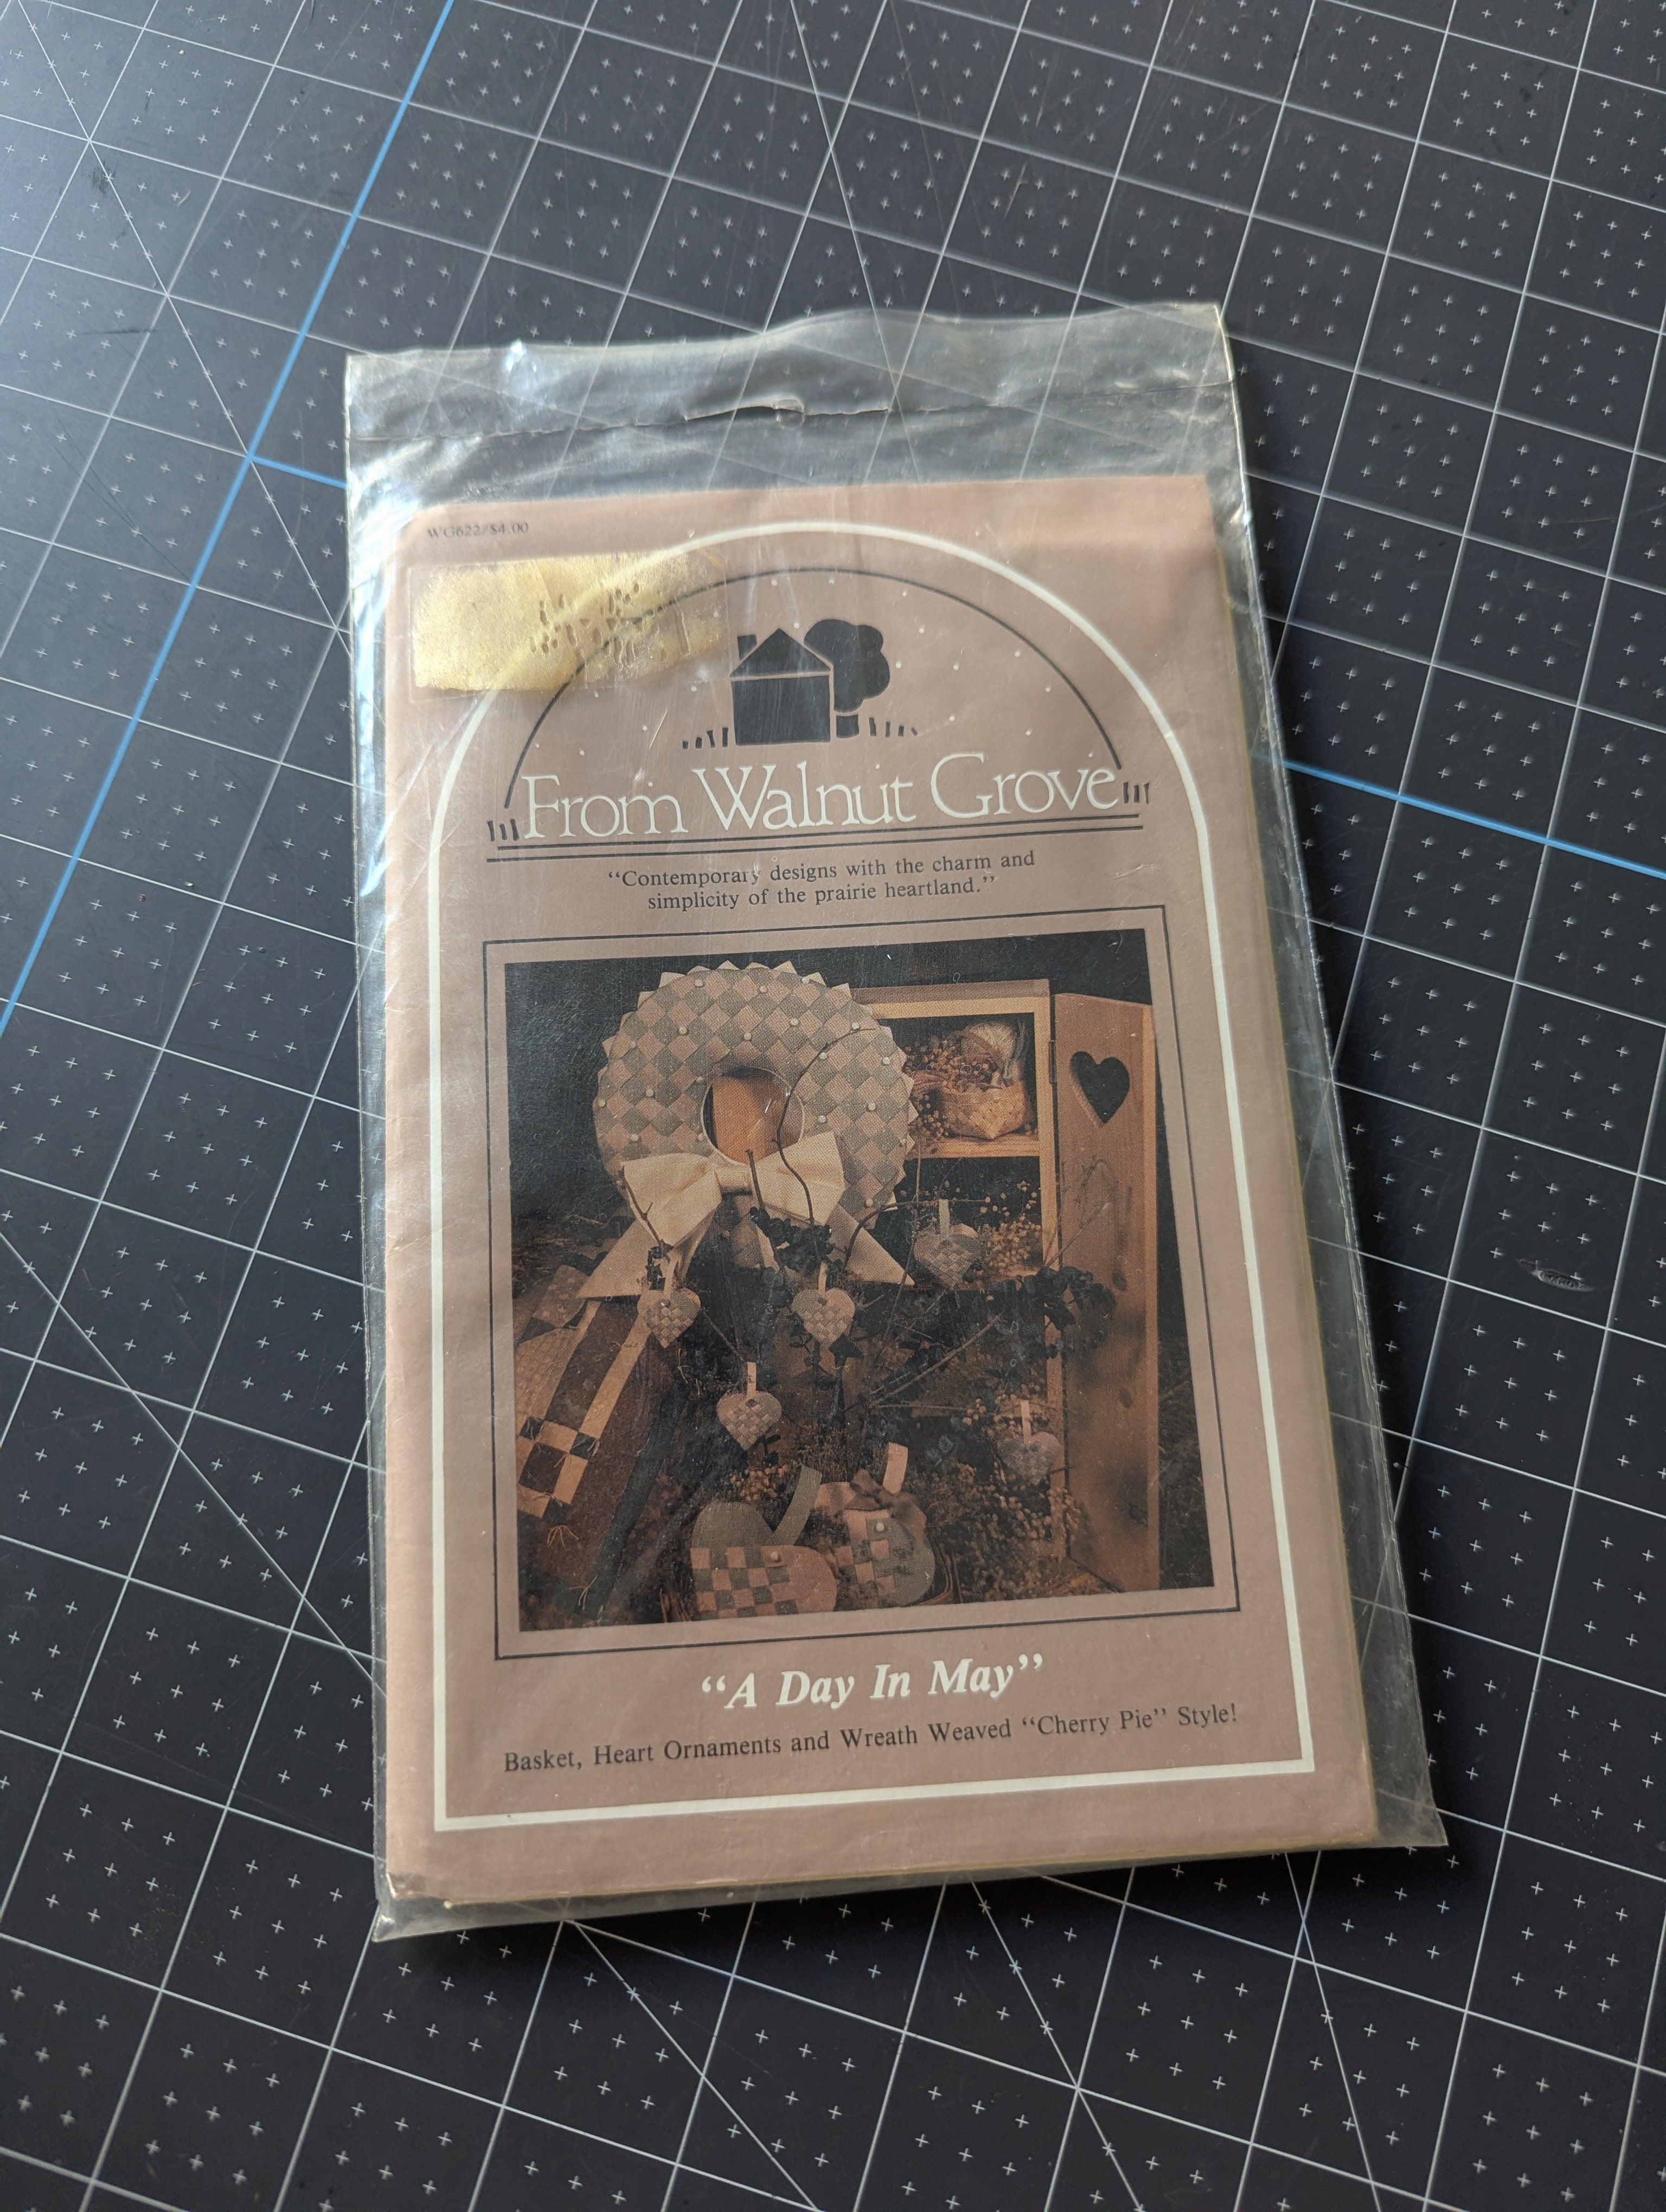 WG622/$4.00
From Walnut Grove
“Contemporary designs with the charm and
simplicity of the prairie heartland.”
“A Day In May”
Basket, Heart Ornaments and Wreath Weaved “Cherry Pie” Style!